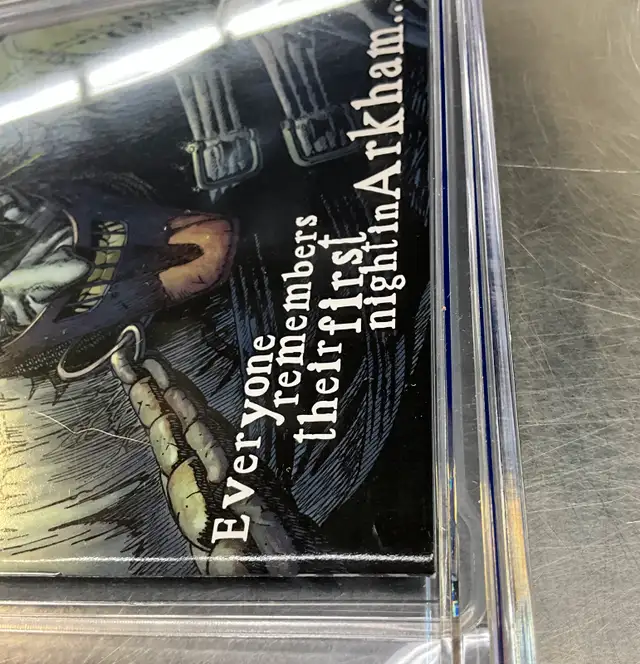 Everyone
remembers
their first
night in Arkham...